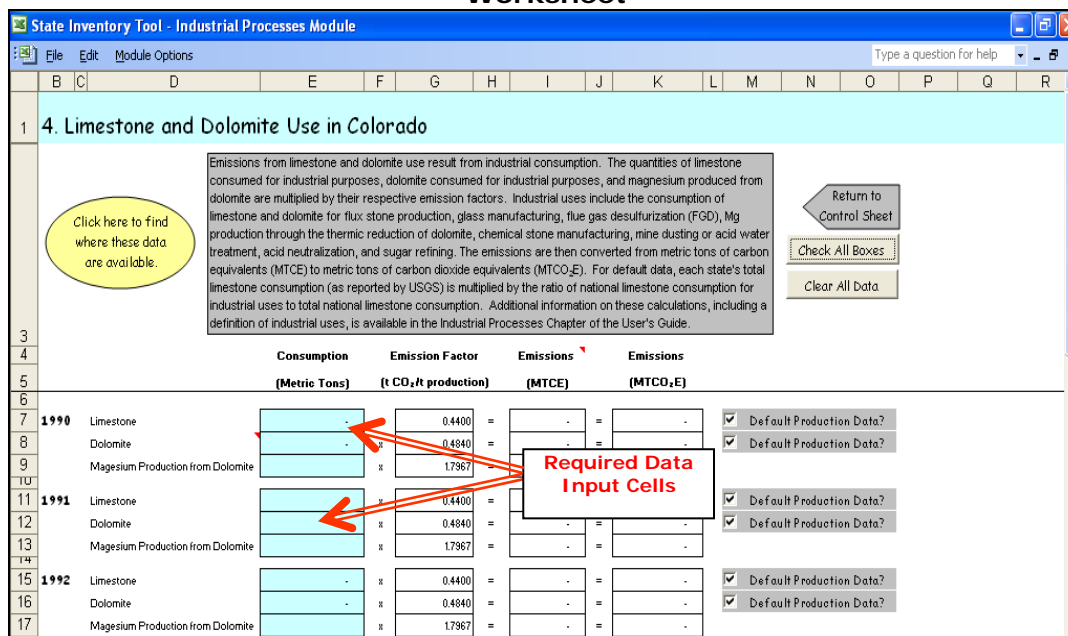 Worksheet
State Inventory Tool - Industrial Processes Module
File Edit Module Options Type a question for help
B C D E F G H I J K L M N O P Q R
1 4. Limestone and Dolomite Use in Colorado
Click here to find
where these data
are available.
Emissions from limestone and dolomite use result from industrial consumption. The quantities of limestone
consumed for industrial purposes, dolomite consumed for industrial purposes, and magnesium produced from
dolomite are multiplied by their respective emission factors. Industrial uses include the consumption of
limestone and dolomite for flux stone production, glass manufacturing, flue gas desulfurization (FGD), Mg
production through the thermic reduction of dolomite, chemical stone manufacturing, mine dusting or acid water
treatment, acid neutralization, and sugar refining. The emissions are then converted from metric tons of carbon
equivalents (MTCE) to metric tons of carbon dioxide equivalents (MTCO₂E). For default data, each state's total
limestone consumption (as reported by USGS) is multiplied by the ratio of national limestone consumption for
industrial uses to total national limestone consumption. Additional information on these calculations, including a
definition of industrial uses, is available in the Industrial Processes Chapter of the User's Guide.
Return to
Control Sheet
Check All Boxes
Clear All Data
3
4 Consumption Emission Factor Emissions Emissions
5 (Metric Tons) (t CO₂/t production) (MTCE) (MTCO₂E)
6
7 1990 Limestone - 0.4400 = - = - Default Production Data?
8 Dolomite - x 0.4840 = - = - Default Production Data?
9 Magesium Production from Dolomite x 1.7967 = - = -
10
Required Data
Input Cells
11 1991 Limestone x 0.4400 = - = - Default Production Data?
12 Dolomite x 0.4840 = - = - Default Production Data?
13 Magesium Production from Dolomite x 1.7967 = - = -
14
15 1992 Limestone - x 0.4400 = - = - Default Production Data?
16 Dolomite - x 0.4840 = - = - Default Production Data?
17 Magesium Production from Dolomite x 1.7967 = - = -